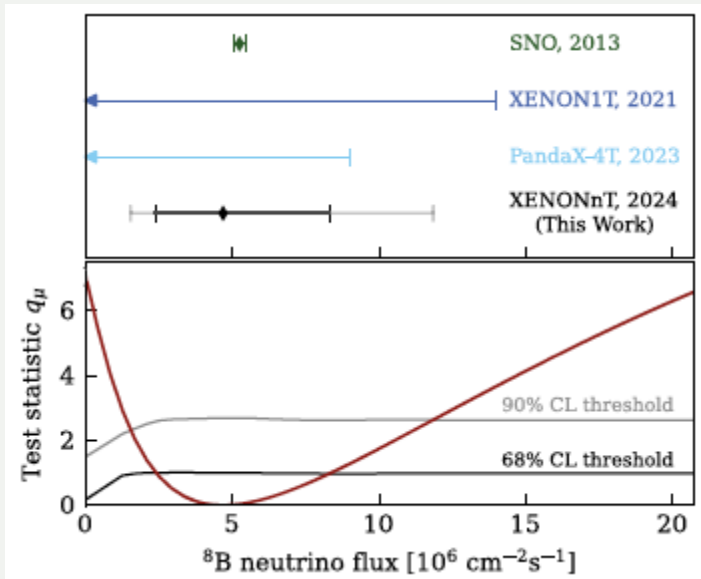 SNO, 2013
XENON1T, 2021
PandaX-4T, 2023
XENONnT, 2024
(This Work)
6
4
2
0
Test statistic qμ
90% CL threshold
68% CL threshold
0 5 10 15 20
⁸B neutrino flux [10⁶ cm⁻²s⁻¹]